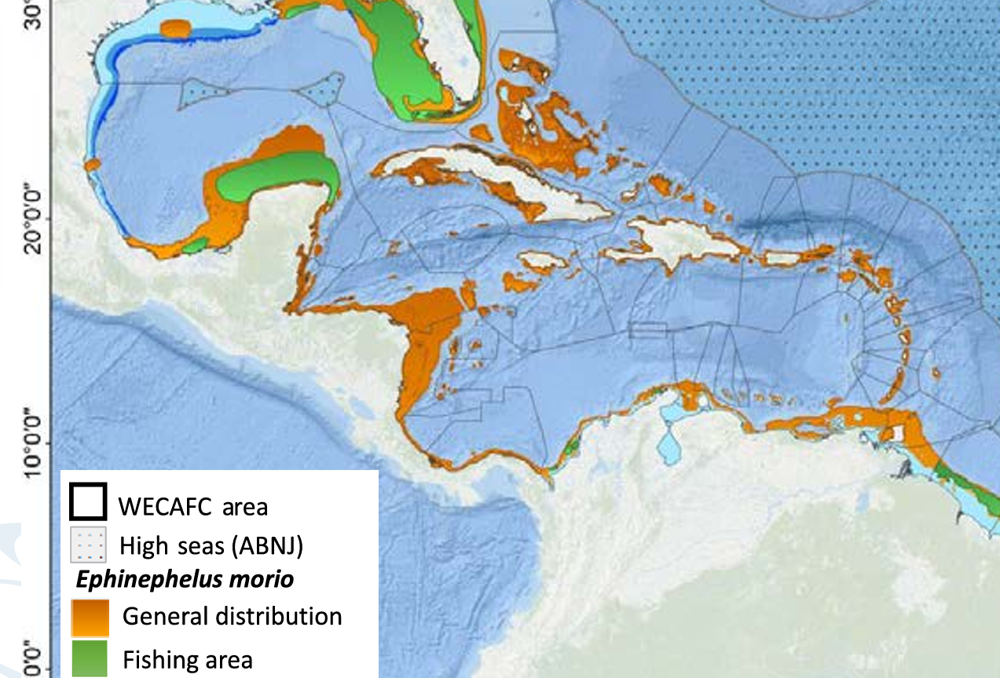 30°
20°0'0"
10°0'0"
0'0"
WECAFC area
High seas (ABNJ)
Ephinephelus morio
General distribution
Fishing area